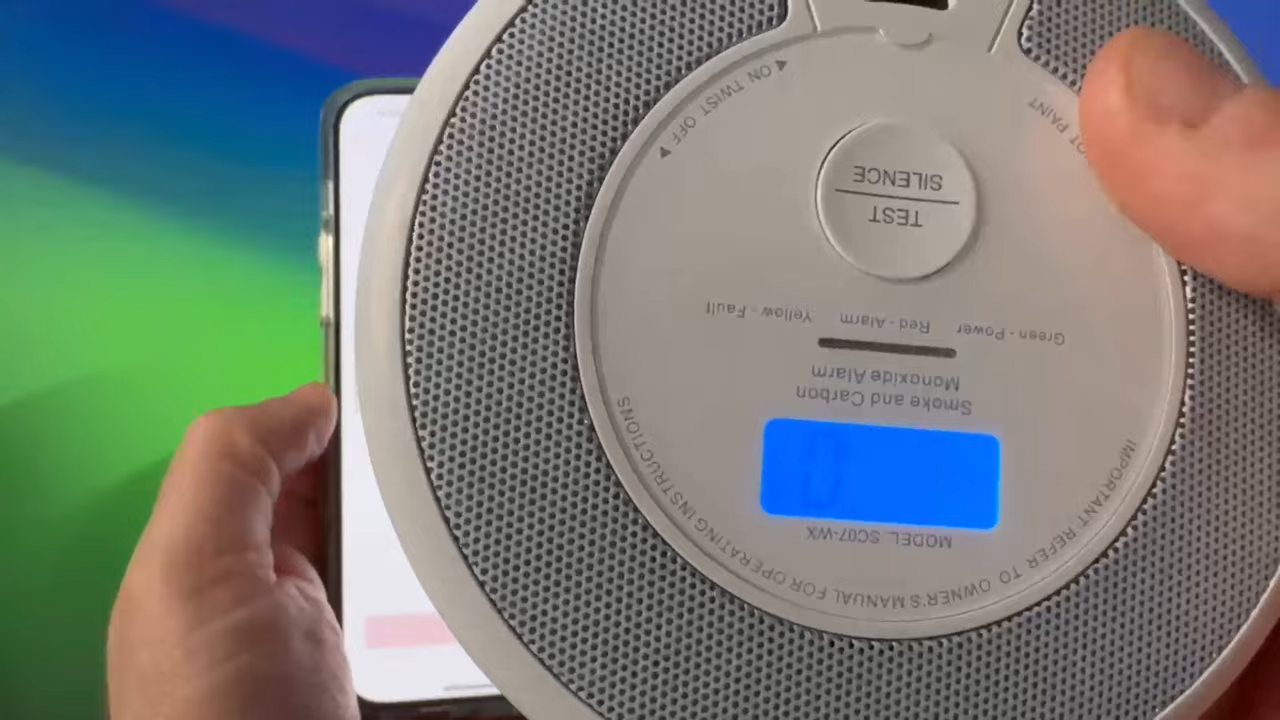 IMPORTANT REFER TO OWNER'S MANUAL FOR OPERATING INSTRUCTIONS
MODEL SC07-WX
0
Smoke and Carbon
Monoxide Alarm
Green - Power Red - Alarm Yellow - Fault
TEST
SILENCE
PAINT
ON TWIST OFF